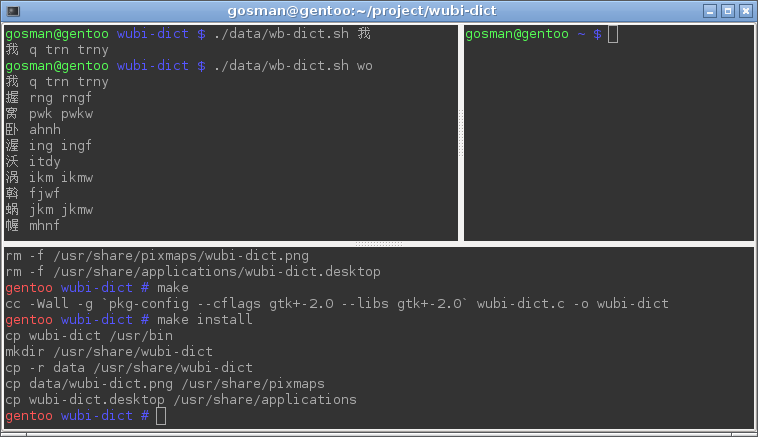 gosman@gentoo:~/project/wubi-dict
gosman@gentoo wubi-dict $ ./data/wb-dict.sh 我
我 q trn trny
gosman@gentoo wubi-dict $ ./data/wb-dict.sh wo
我 q trn trny
握 rng rngf
窝 pwk pwkw
卧 ahnh
渥 ing ingf
沃 itdy
涡 ikm ikmw
斡 fjwf
蜗 jkm jkmw
幄 mhnf
gosman@gentoo ~ $
rm -f /usr/share/pixmaps/wubi-dict.png
rm -f /usr/share/applications/wubi-dict.desktop
gentoo wubi-dict # make
cc -Wall -g `pkg-config --cflags gtk+-2.0 --libs gtk+-2.0` wubi-dict.c -o wubi-dict
gentoo wubi-dict # make install
cp wubi-dict /usr/bin
mkdir /usr/share/wubi-dict
cp -r data /usr/share/wubi-dict
cp data/wubi-dict.png /usr/share/pixmaps
cp wubi-dict.desktop /usr/share/applications
gentoo wubi-dict #